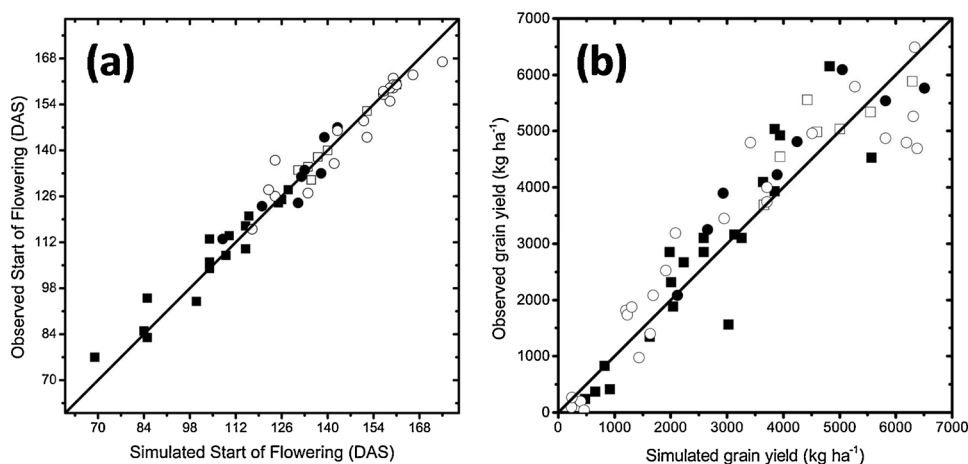 (a)
Observed Start of Flowering (DAS)
168
154
140
126
112
98
84
70
70 84 98 112 126 140 154 168
Simulated Start of Flowering (DAS)
(b)
Observed grain yield (kg ha⁻¹)
7000
6000
5000
4000
3000
2000
1000
0
0 1000 2000 3000 4000 5000 6000 7000
Simulated grain yield (kg ha⁻¹)